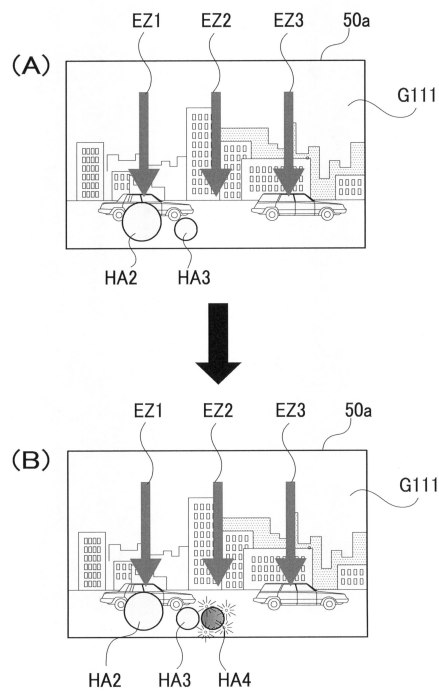 EZ1 EZ2 EZ3 50a
(A)
G111
HA2 HA3
EZ1 EZ2 EZ3 50a
(B)
G111
HA2 HA3 HA4